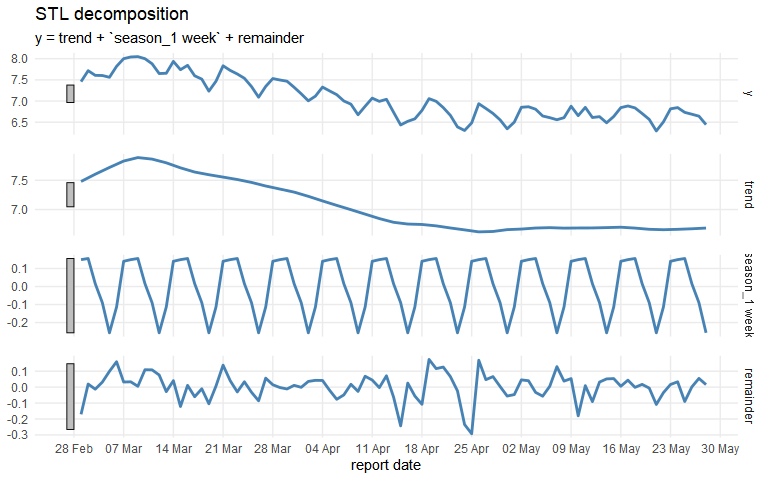 STL decomposition
y = trend + `season_1 week` + remainder
8.0
7.5
7.0
6.5
y
7.5
7.0
trend
0.1
0.0
-0.1
-0.2
season_1 week
0.1
0.0
-0.1
-0.2
-0.3
remainder
28 Feb 07 Mar 14 Mar 21 Mar 28 Mar 04 Apr 11 Apr 18 Apr 25 Apr 02 May 09 May 16 May 23 May 30 May
report date